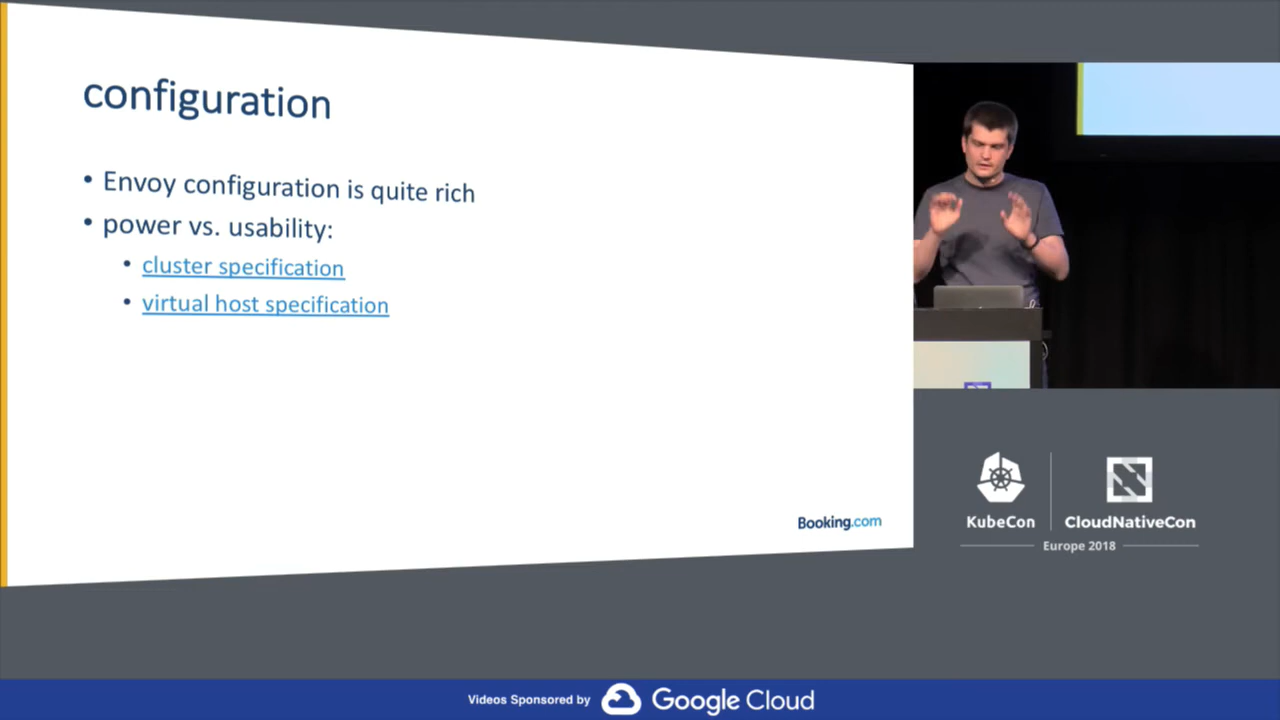 configuration
• Envoy configuration is quite rich
• power vs. usability:
• cluster specification
• virtual host specification
Booking.com
KubeCon
CloudNativeCon
Europe 2018
Videos Sponsored by Google Cloud